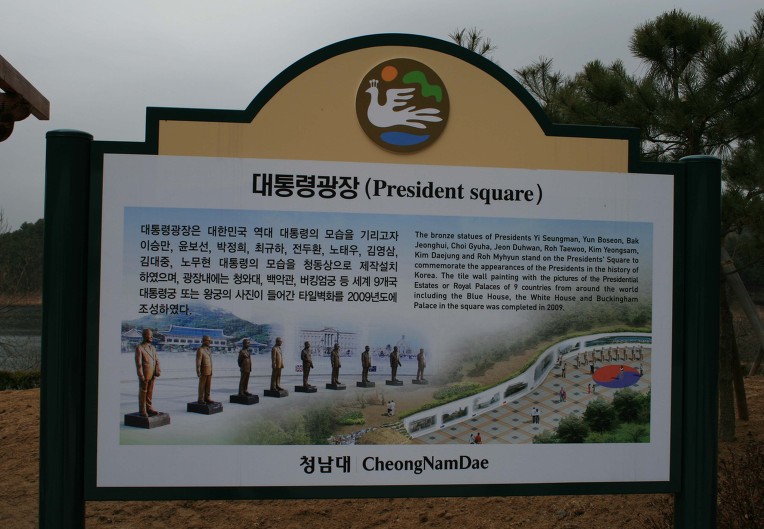 대통령광장 (President square)
대통령광장은 대한민국 역대 대통령의 모습을 기리고자
이승만, 윤보선, 박정희, 최규하, 전두환, 노태우, 김영삼,
김대중, 노무현 대통령의 모습을 청동상으로 제작설치
하였으며, 광장내에는 청와대, 백악관, 버킹엄궁 등 세계 9개국
대통령궁 또는 왕궁의 사진이 들어간 타일벽화를 2009년도에
조성하였다.
The bronze statues of Presidents Yi Seungman, Yun Boseon, Bak
Jeonghui, Choi Gyuha, Jeon Duhwan, Roh Taewoo, Kim Yeongsam,
Kim Daejung and Roh Myhyun stand on the Presidents' Square to
commemorate the appearances of the Presidents in the history of
Korea. The tile wall painting with the pictures of the Presidential
Estates or Royal Palaces of 9 countries from around the world
including the Blue House, the White House and Buckingham
Palace in the square was completed in 2009.
청남대 | CheongNamDae